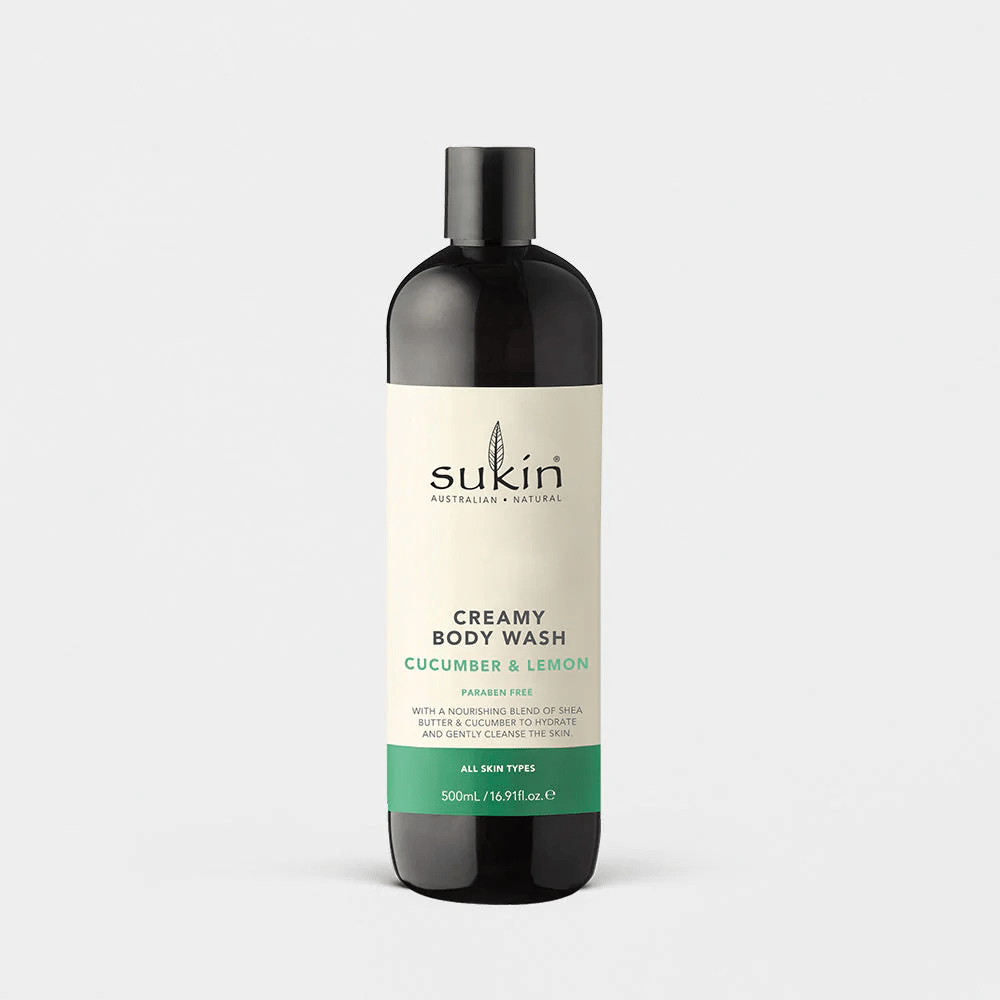 sukin®
AUSTRALIAN • NATURAL
CREAMY
BODY WASH
CUCUMBER & LEMON
PARABEN FREE
WITH A NOURISHING BLEND OF SHEA
BUTTER & CUCUMBER TO HYDRATE
AND GENTLY CLEANSE THE SKIN.
ALL SKIN TYPES
500mL / 16.91fl.oz. ℮